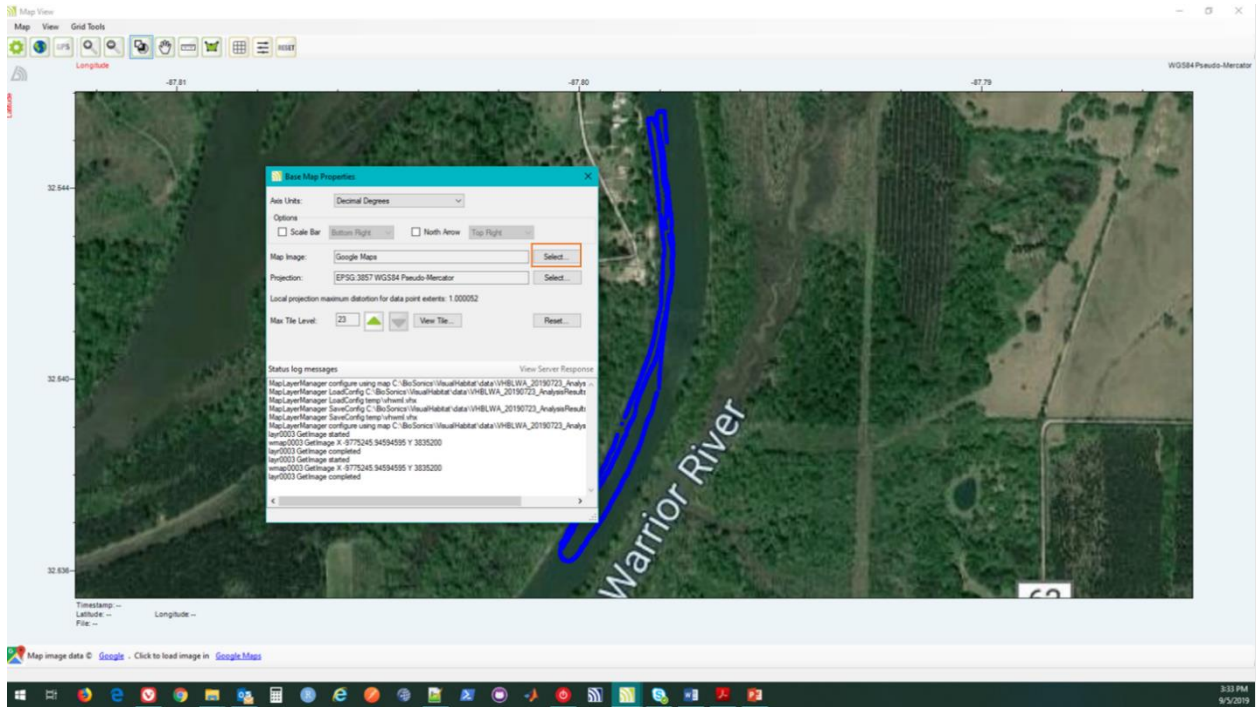 Map View
Map View Grid Tools
GPS RESET
Longitude
WGS84 Pseudo-Mercator
-87.81 -87.80 -87.79
Latitude
32.544
Base Map Properties
Axis Units: Decimal Degrees
Options
Scale Bar Bottom Right North Arrow Top Right
Map Image: Google Maps Select...
Projection: EPSG:3857 WGS84 Pseudo-Mercator Select...
Local projection maximum distortion for data point extents: 1.000052
Max Tile Level: 23 View Tile... Reset...
Status log messages View Server Response
MapLayerManager configure using map C:\BioSonics\VisualHabitat\data\VHBLWA_20190723_Analys
MapLayerManager LoadConfig C:\BioSonics\VisualHabitat\data\VHBLWA_20190723_AnalysisResults
MapLayerManager LoadConfig temp\vhwml.vhx
MapLayerManager SaveConfig C:\BioSonics\VisualHabitat\data\VHBLWA_20190723_AnalysisResults
MapLayerManager SaveConfig temp\vhwml.vhx
MapLayerManager configure using map C:\BioSonics\VisualHabitat\data\VHBLWA_20190723_Analys
layr0003 GetImage started
wmap0003 GetImage X -9775245.94594595 Y 3835200
layr0003 GetImage completed
layr0003 GetImage started
wmap0003 GetImage X -9775245.94594595 Y 3835200
layr0003 GetImage completed
32.540
Warrior River
32.536
Timestamp: --
Latitude: -- Longitude: --
File: --
Map image data © Google . Click to load image in Google Maps
3:33 PM
9/5/2019